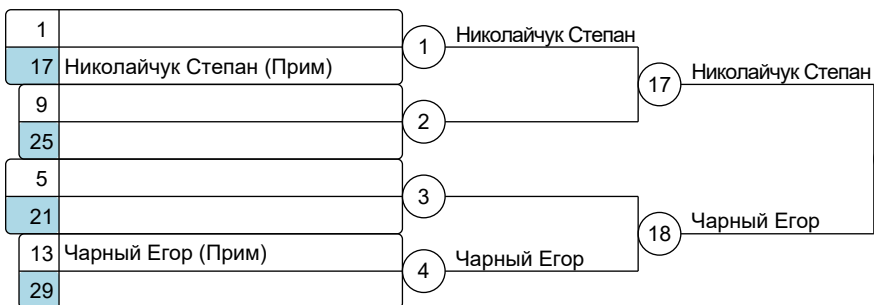 1
17 Николайчук Степан (Прим)
1
Николайчук Степан
9
25
2
17
Николайчук Степан
5
21
3
13 Чарный Егор (Прим)
29
4
Чарный Егор
18
Чарный Егор